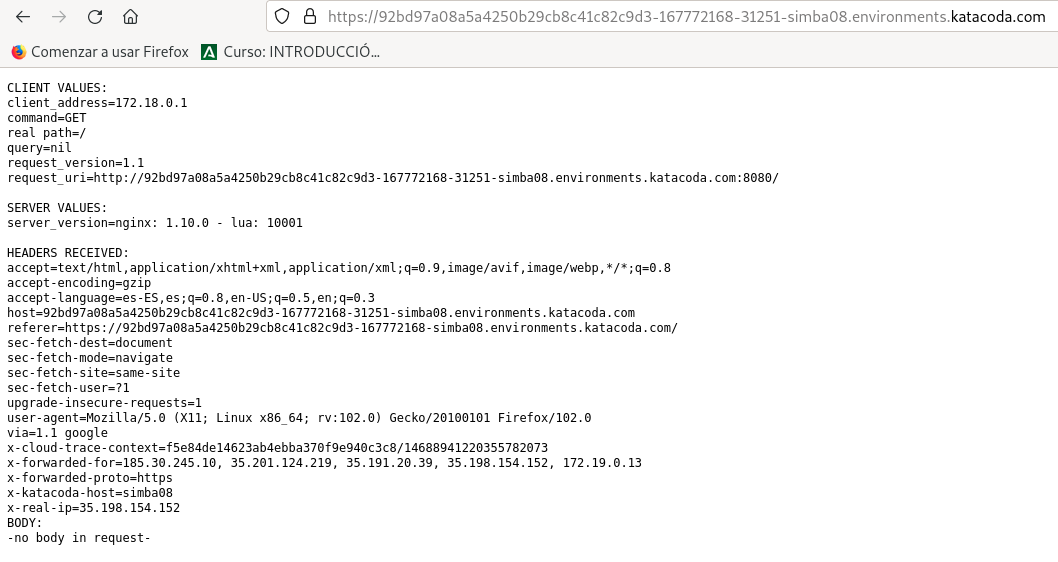 https://92bd97a08a5a4250b29cb8c41c82c9d3-167772168-31251-simba08.environments.katacoda.com
Comenzar a usar Firefox Curso: INTRODUCCIÓ...
CLIENT VALUES:
client_address=172.18.0.1
command=GET
real path=/
query=nil
request_version=1.1
request_uri=http://92bd97a08a5a4250b29cb8c41c82c9d3-167772168-31251-simba08.environments.katacoda.com:8080/
SERVER VALUES:
server_version=nginx: 1.10.0 - lua: 10001
HEADERS RECEIVED:
accept=text/html,application/xhtml+xml,application/xml;q=0.9,image/avif,image/webp,*/*;q=0.8
accept-encoding=gzip
accept-language=es-ES,es;q=0.8,en-US;q=0.5,en;q=0.3
host=92bd97a08a5a4250b29cb8c41c82c9d3-167772168-31251-simba08.environments.katacoda.com
referer=https://92bd97a08a5a4250b29cb8c41c82c9d3-167772168-simba08.environments.katacoda.com/
sec-fetch-dest=document
sec-fetch-mode=navigate
sec-fetch-site=same-site
sec-fetch-user=?1
upgrade-insecure-requests=1
user-agent=Mozilla/5.0 (X11; Linux x86_64; rv:102.0) Gecko/20100101 Firefox/102.0
via=1.1 google
x-cloud-trace-context=f5e84de14623ab4ebba370f9e940c3c8/14688941220355782073
x-forwarded-for=185.30.245.10, 35.201.124.219, 35.191.20.39, 35.198.154.152, 172.19.0.13
x-forwarded-proto=https
x-katacoda-host=simba08
x-real-ip=35.198.154.152
BODY:
-no body in request-